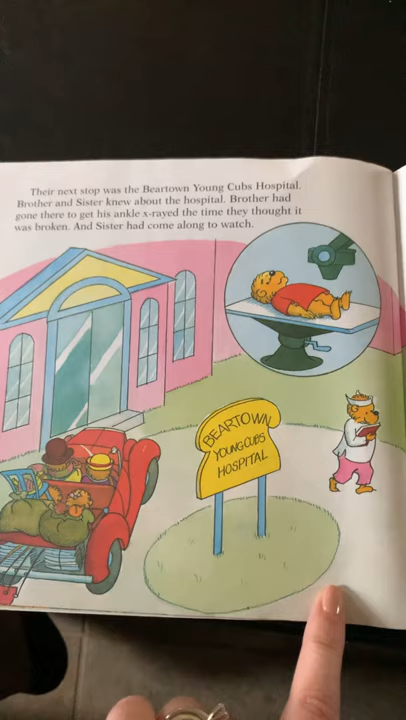 Their next stop was the Beartown Young Cubs Hospital.
Brother and Sister knew about the hospital. Brother had
gone there to get his ankle x-rayed the time they thought it
was broken. And Sister had come along to watch.
BEARTOWN
YOUNG CUBS
HOSPITAL